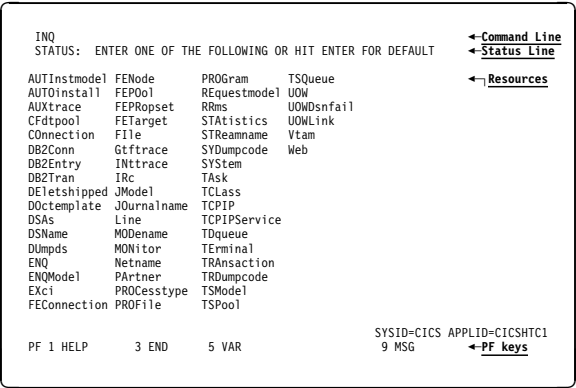 INQ ←Command Line
STATUS: ENTER ONE OF THE FOLLOWING OR HIT ENTER FOR DEFAULT ←Status Line
AUTInstmodel FENode PROGram TSQueue ←Resources
AUTOinstall FEPOol REquestmodel UOW
AUXtrace FEPRopset RRms UOWDsnfail
CFdtpool FETarget STAtistics UOWLink
COnnection FIle STReamname Vtam
DB2Conn Gtftrace SYDumpcode Web
DB2Entry INttrace SYStem
DB2Tran IRc TAsk
DEletshipped JModel TCLass
DOctemplate JOurnalname TCPIP
DSAs Line TCPIPService
DSName MODename TDqueue
DUmpds MONitor TErminal
ENQ Netname TRAnsaction
ENQModel PArtner TRDumpcode
EXci PROCesstype TSModel
FEConnection PROFile TSPool
SYSID=CICS APPLID=CICSHTC1
PF 1 HELP 3 END 5 VAR 9 MSG ←PF keys